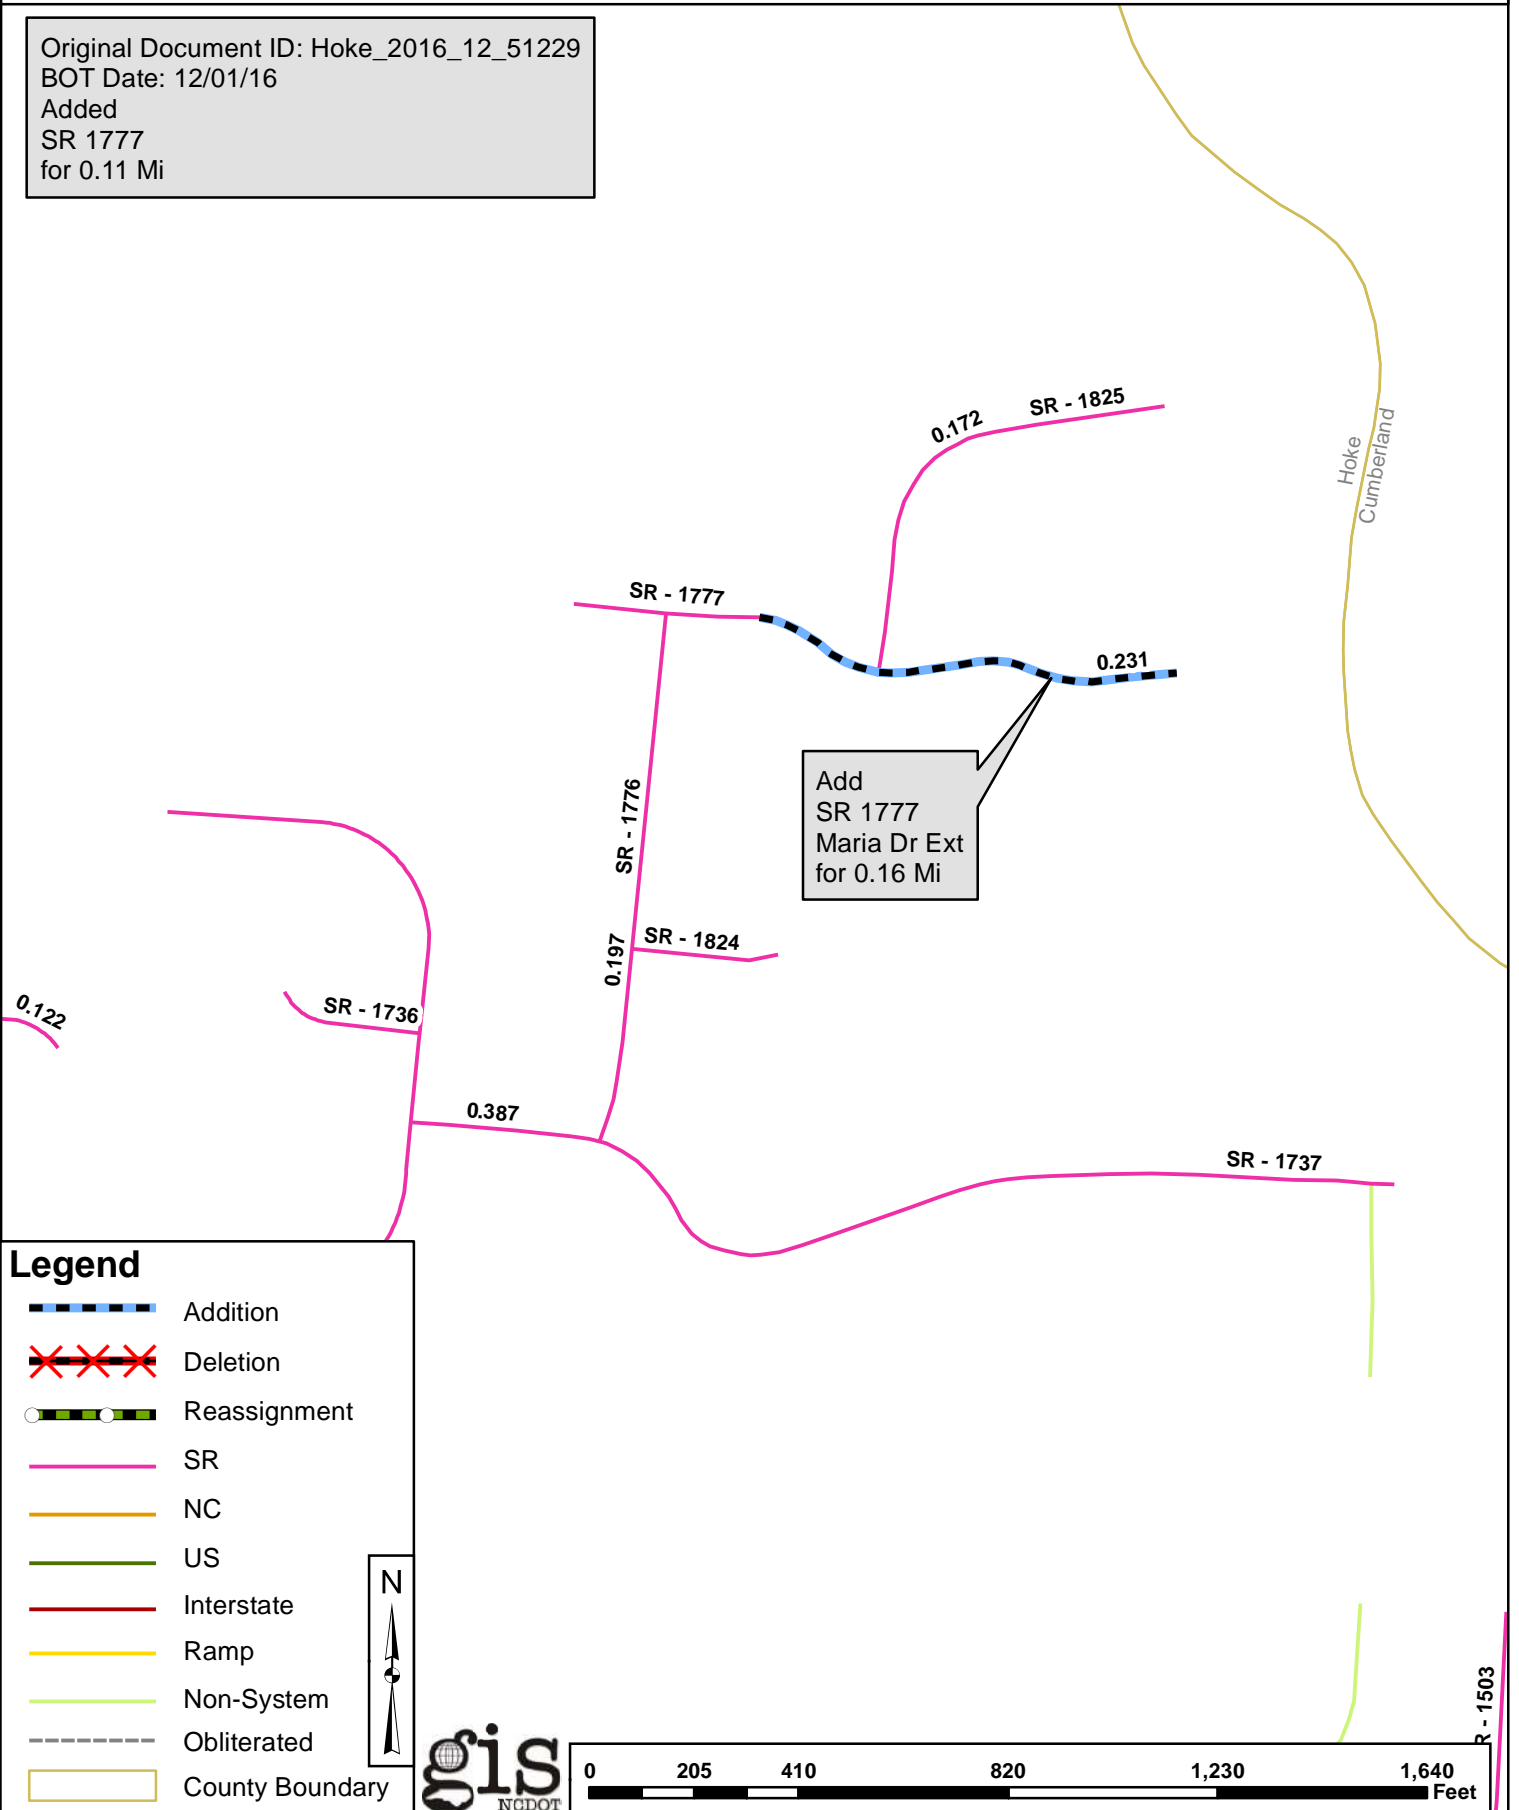 Original Document ID: Hoke_2016_12_51229
BOT Date: 12/01/16
Added
SR 1777
for 0.11 Mi
SR - 1825
0.172
Hoke
Cumberland
SR - 1777
0.231
Add
SR 1777
Maria Dr Ext
for 0.16 Mi
SR - 1776
0.197
SR - 1824
0.122
SR - 1736
0.387
SR - 1737
Legend
Addition
Deletion
Reassignment
SR
NC
US
Interstate
Ramp
Non-System
Obliterated
County Boundary
N
gis
NCDOT
0 205 410 820 1,230 1,640
Feet
R - 1503